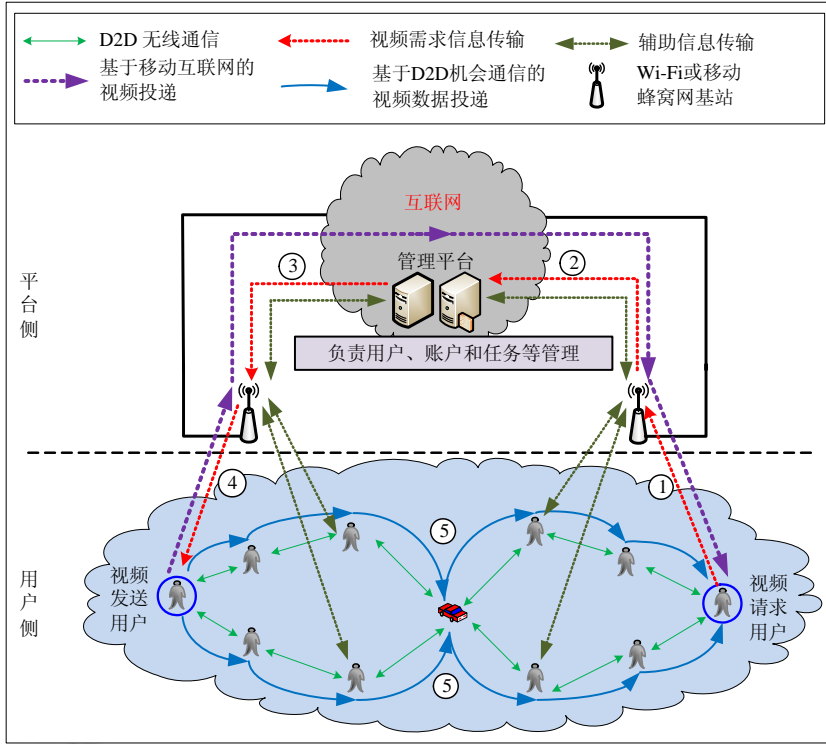 D2D 无线通信
视频需求信息传输
辅助信息传输
基于移动互联网的
视频投递
基于D2D机会通信的
视频数据投递
Wi-Fi或移动
蜂窝网基站
互联网
管理平台
③
②
平
台
侧
负责用户、账户和任务等管理
④
①
⑤
用
户
侧
视频
发送
用户
视频
请求
用户
⑤